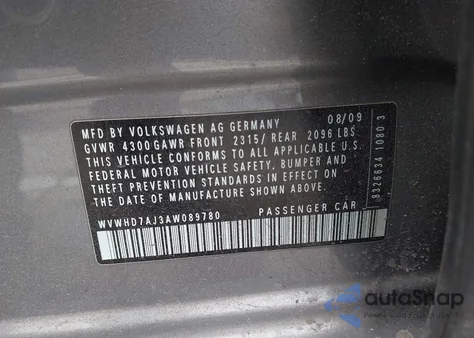 MFD BY VOLKSWAGEN AG GERMANY 08/09
GVWR 4300 GAWR FRONT 2315/ REAR 2096 LBS
THIS VEHICLE CONFORMS TO ALL APPLICABLE U.S.
FEDERAL MOTOR VEHICLE SAFETY, BUMPER AND
THEFT PREVENTION STANDARDS IN EFFECT ON
THE DATE OF MANUFACTURE SHOWN ABOVE
WVWHD7AJ3AW089780 PASSENGER CAR
8326634 1080 3
autoSnap